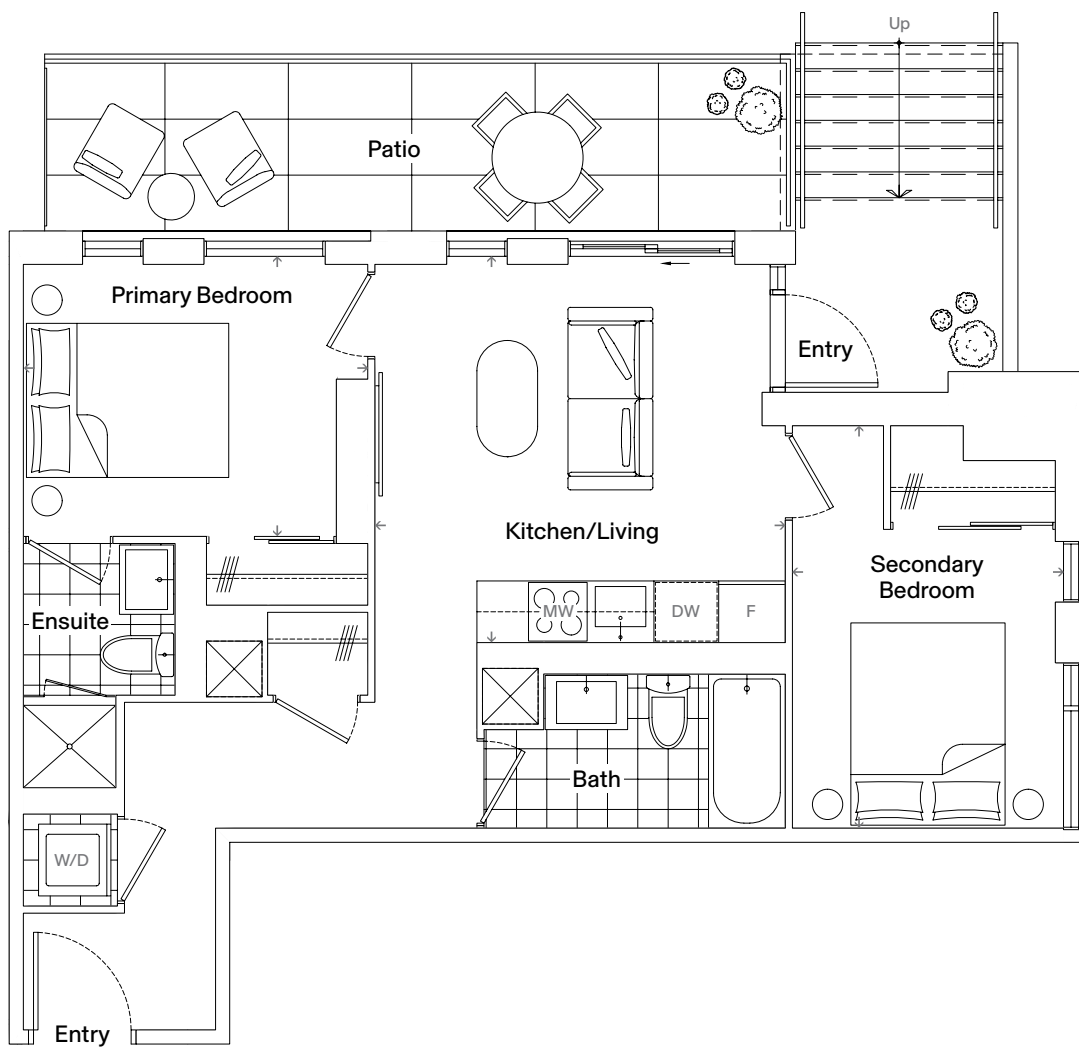 Up
Patio
Primary Bedroom
Entry
Kitchen/Living
Secondary
Bedroom
MW
DW
F
Ensuite
Bath
W/D
Entry